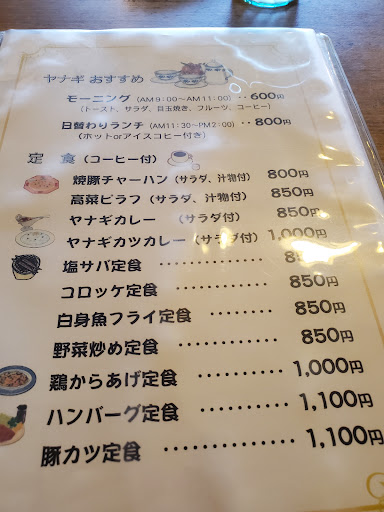 ヤナギ おすすめ
モーニング (AM9:00~AM11:00) ・・600円
(トースト、サラダ、目玉焼き、フルーツ、コーヒー)
日替わりランチ (AM11:30~PM2:00) ・・800円
(ホットorアイスコヒー付き)
定 食 (コーヒー付)
焼豚チャーハン (サラダ、汁物付) 800円
高菜ピラフ (サラダ、汁物付) 850円
ヤナギカレー (サラダ付) 850円
ヤナギカツカレー (サラダ付) 1,000円
塩サバ定食 ・・・・・・・・・・・ 850円
コロッケ定食 ・・・・・・・・・・ 850円
白身魚フライ定食 ・・・・・・・ 850円
野菜炒め定食 ・・・・・・・・・・ 850円
鶏からあげ定食 ・・・・・・・・ 1,000円
ハンバーグ定食 ・・・・・・・・ 1,100円
豚カツ定食 ・・・・・・・・・・・ 1,100円